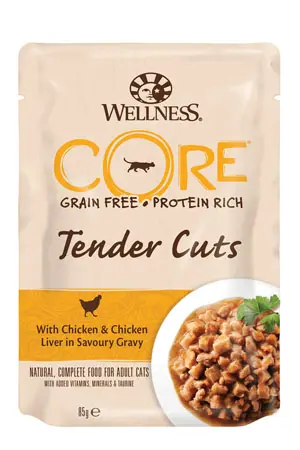 WELLNESS®
CORE®
GRAIN FREE • PROTEIN RICH
Tender Cuts
With Chicken & Chicken
Liver in Savoury Gravy
NATURAL, COMPLETE FOOD FOR ADULT CATS
WITH ADDED VITAMINS, MINERALS & TAURINE
85g ℮